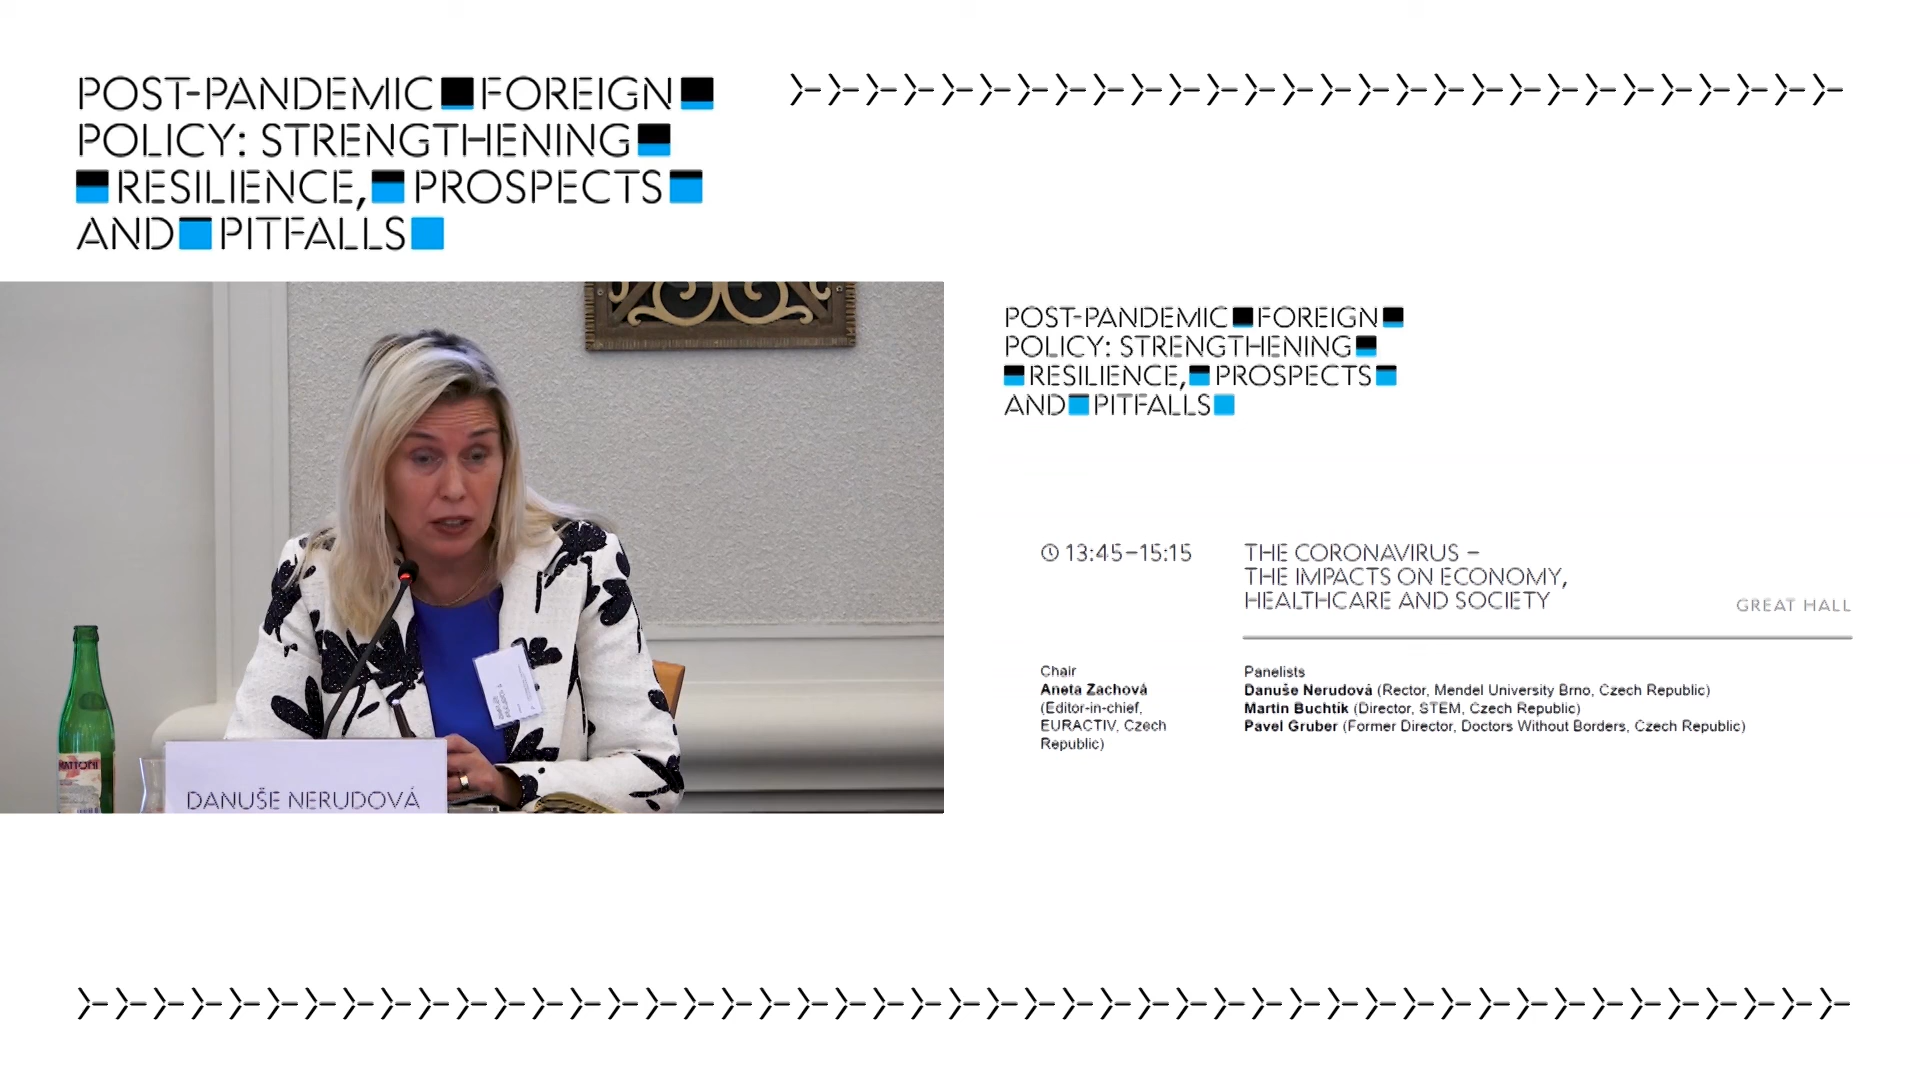 POST-PANDEMIC FOREIGN
POLICY: STRENGTHENING
RESILIENCE, PROSPECTS
AND PITFALLS
MATTONI
DANUŠE NERUDOVÁ
POST-PANDEMIC FOREIGN
POLICY: STRENGTHENING
RESILIENCE, PROSPECTS
AND PITFALLS
13:45–15:15
THE CORONAVIRUS –
THE IMPACTS ON ECONOMY,
HEALTHCARE AND SOCIETY
GREAT HALL
Chair
Aneta Zachová
(Editor-in-chief,
EURACTIV, Czech
Republic)
Panelists
Danuše Nerudová (Rector, Mendel University Brno, Czech Republic)
Martin Buchtík (Director, STEM, Czech Republic)
Pavel Gruber (Former Director, Doctors Without Borders, Czech Republic)